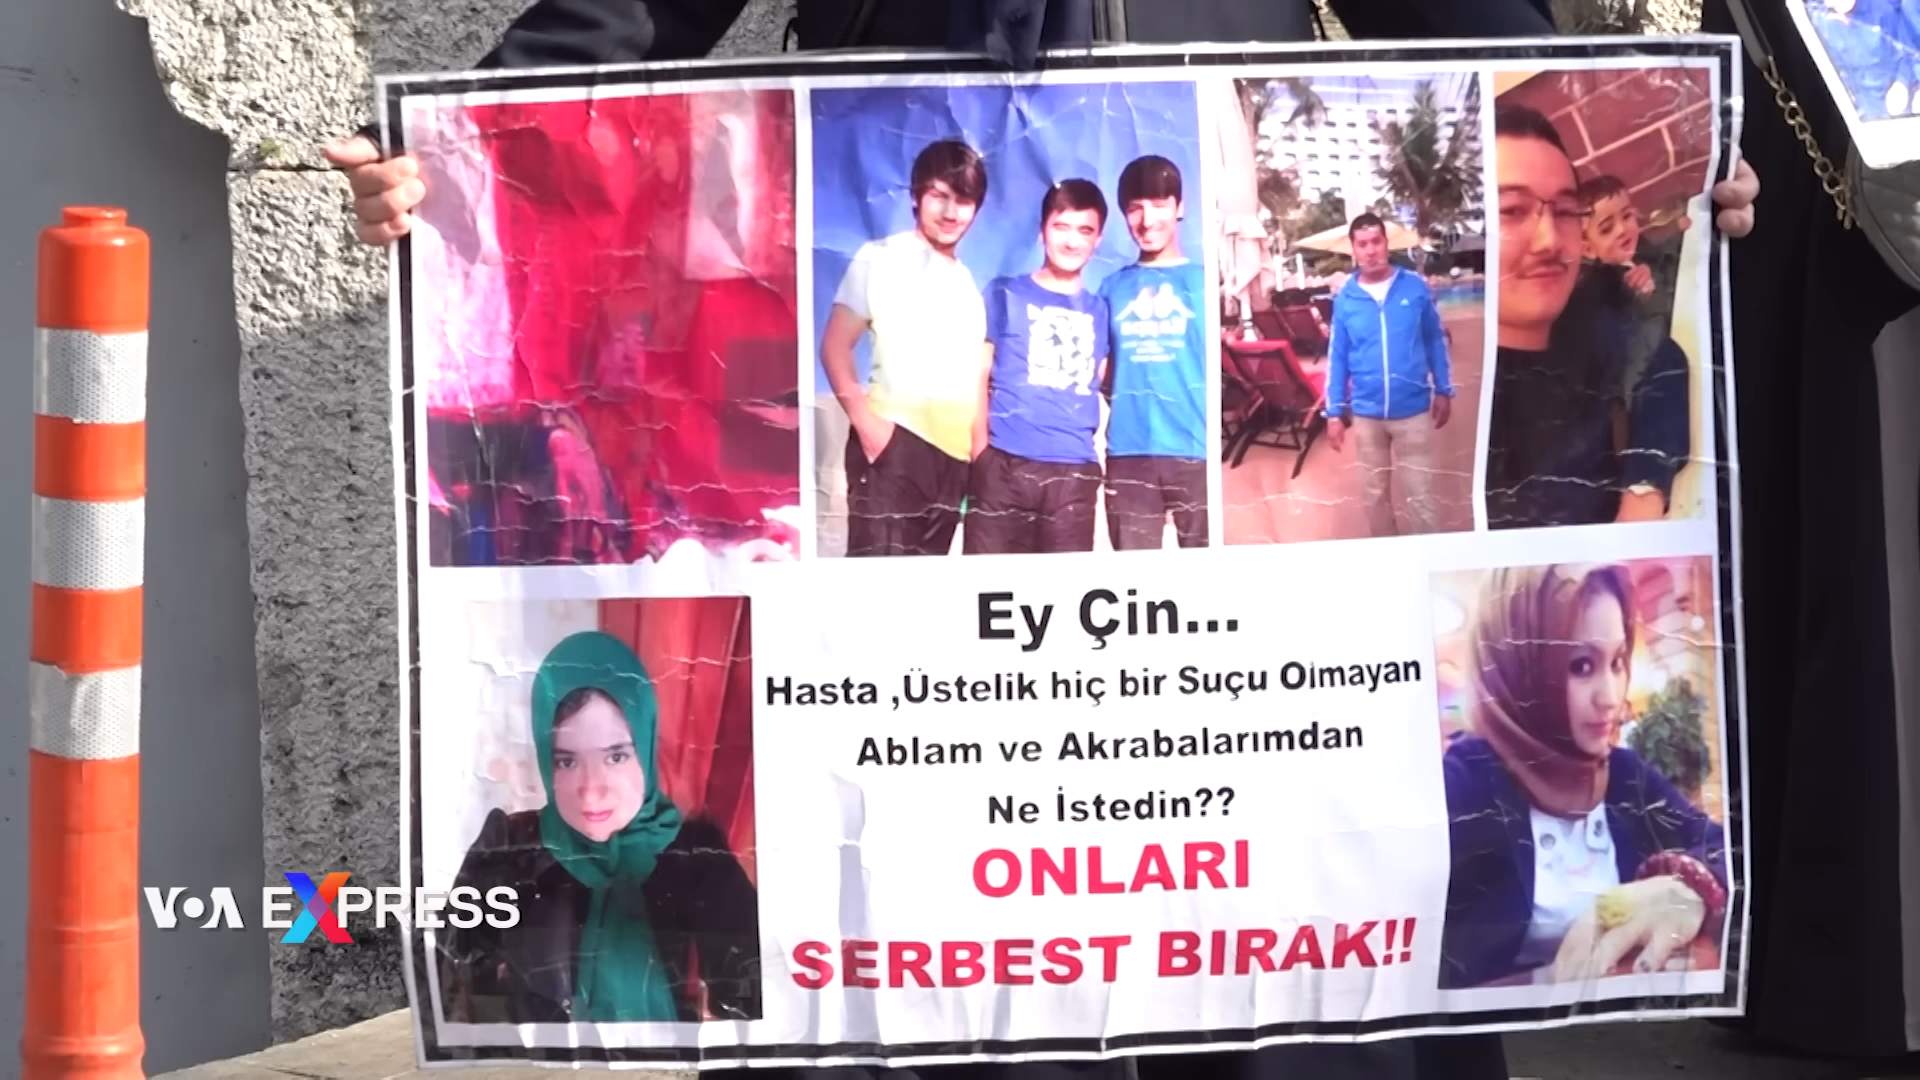 Ey Çin...
Hasta ,Üstelik hiç bir Suçu Olmayan
Ablam ve Akrabalarımdan
Ne İstedin??
ONLARI
SERBEST BIRAK!!
VOA EXPRESS